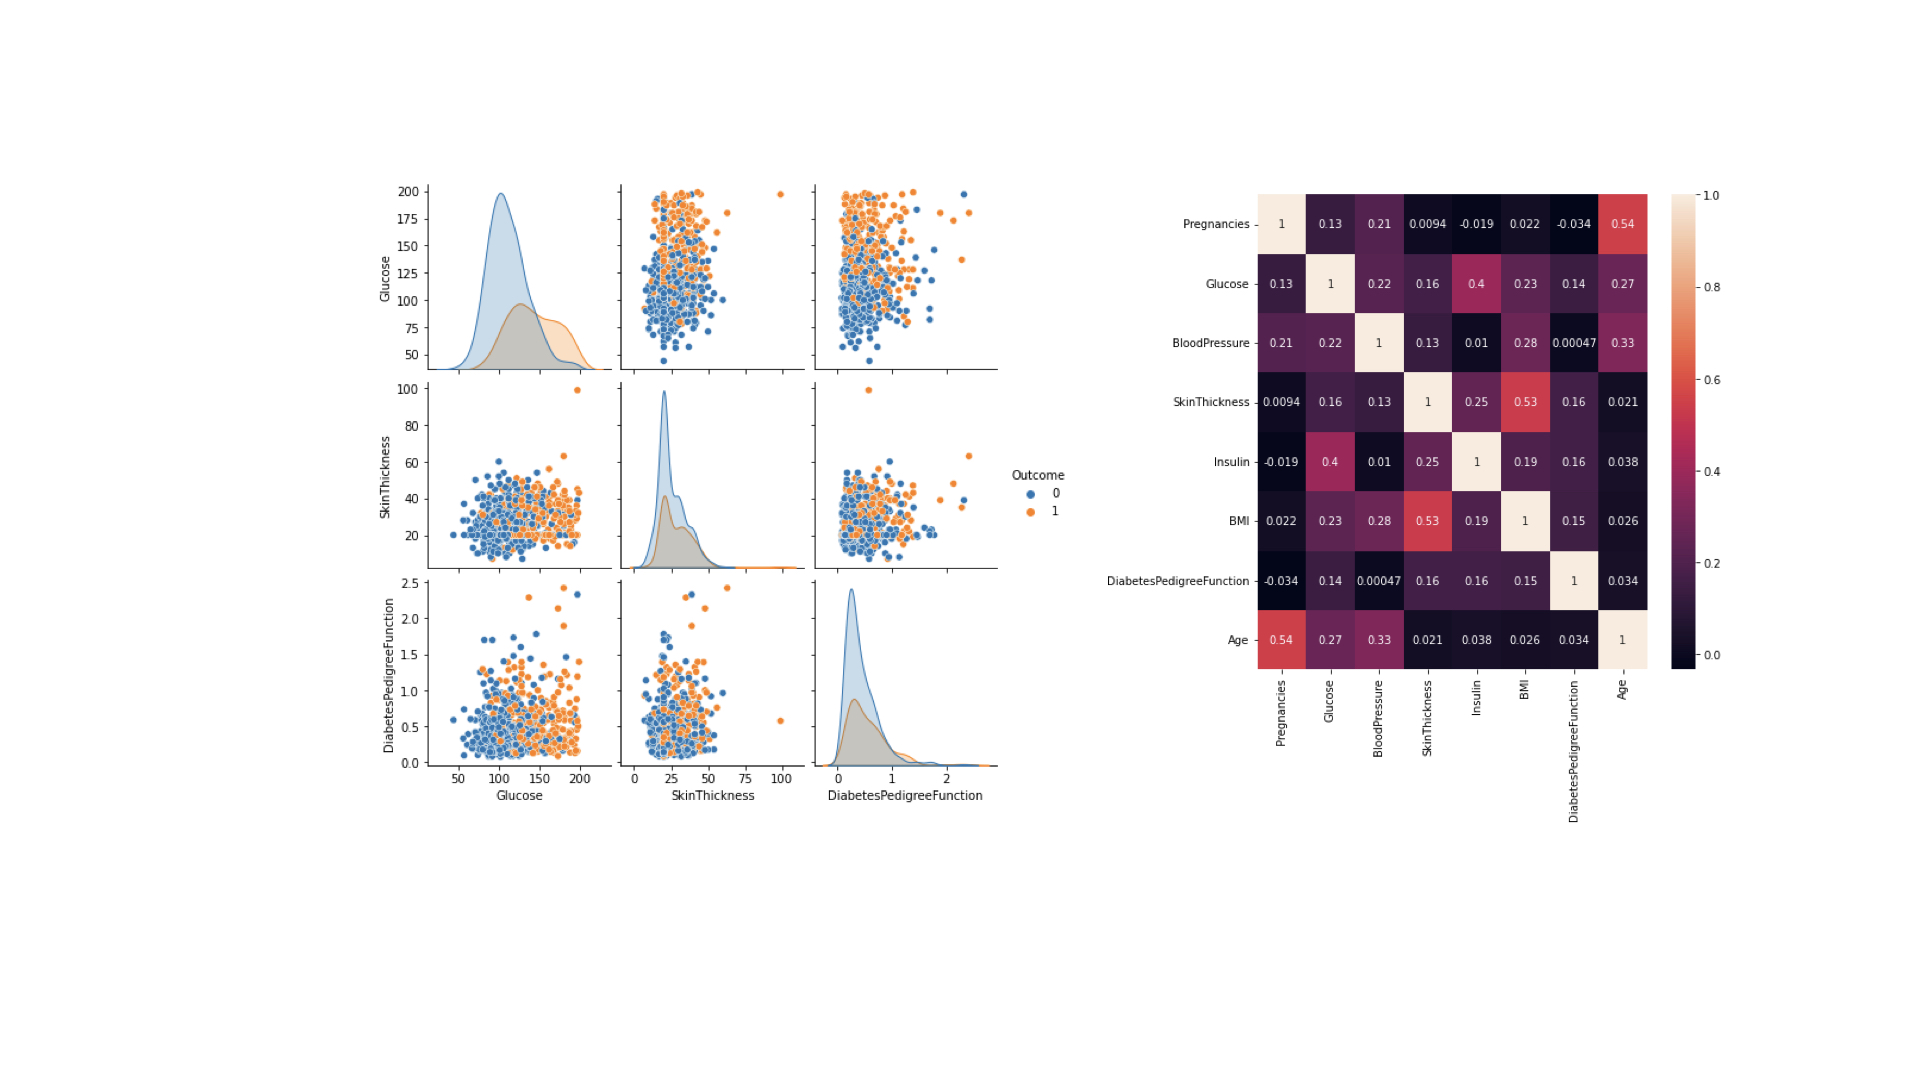 200
175
150
125
100
75
50
Glucose
100
80
60
40
20
SkinThickness
2.5
2.0
1.5
1.0
0.5
0.0
DiabetesPedigreeFunction
50 100 150 200
Glucose
0 25 50 75 100
SkinThickness
0 1 2
DiabetesPedigreeFunction
Outcome
0
1
Pregnancies 1 0.13 0.21 0.0094 -0.019 0.022 -0.034 0.54
Glucose 0.13 1 0.22 0.16 0.4 0.23 0.14 0.27
BloodPressure 0.21 0.22 1 0.13 0.01 0.28 0.00047 0.33
SkinThickness 0.0094 0.16 0.13 1 0.25 0.53 0.16 0.021
Insulin -0.019 0.4 0.01 0.25 1 0.19 0.16 0.038
BMI 0.022 0.23 0.28 0.53 0.19 1 0.15 0.026
DiabetesPedigreeFunction -0.034 0.14 0.00047 0.16 0.16 0.15 1 0.034
Age 0.54 0.27 0.33 0.021 0.038 0.026 0.034 1
Pregnancies
Glucose
BloodPressure
SkinThickness
Insulin
BMI
DiabetesPedigreeFunction
Age
1.0
0.8
0.6
0.4
0.2
0.0